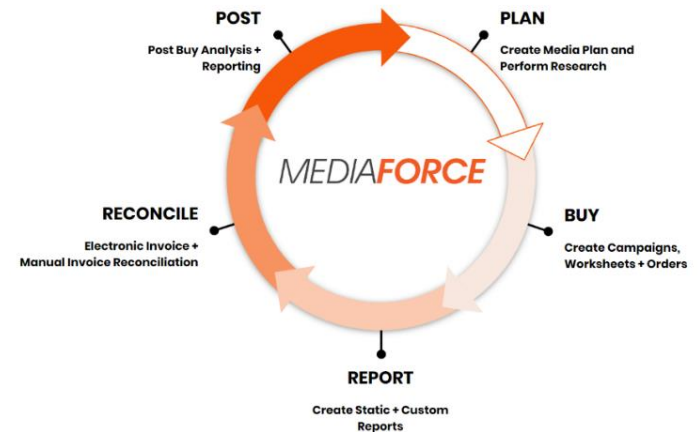 POST
Post Buy Analysis +
Reporting
PLAN
Create Media Plan and
Perform Research
MEDIAFORCE
RECONCILE
Electronic Invoice +
Manual Invoice Reconciliation
BUY
Create Campaigns,
Worksheets + Orders
REPORT
Create Static + Custom
Reports